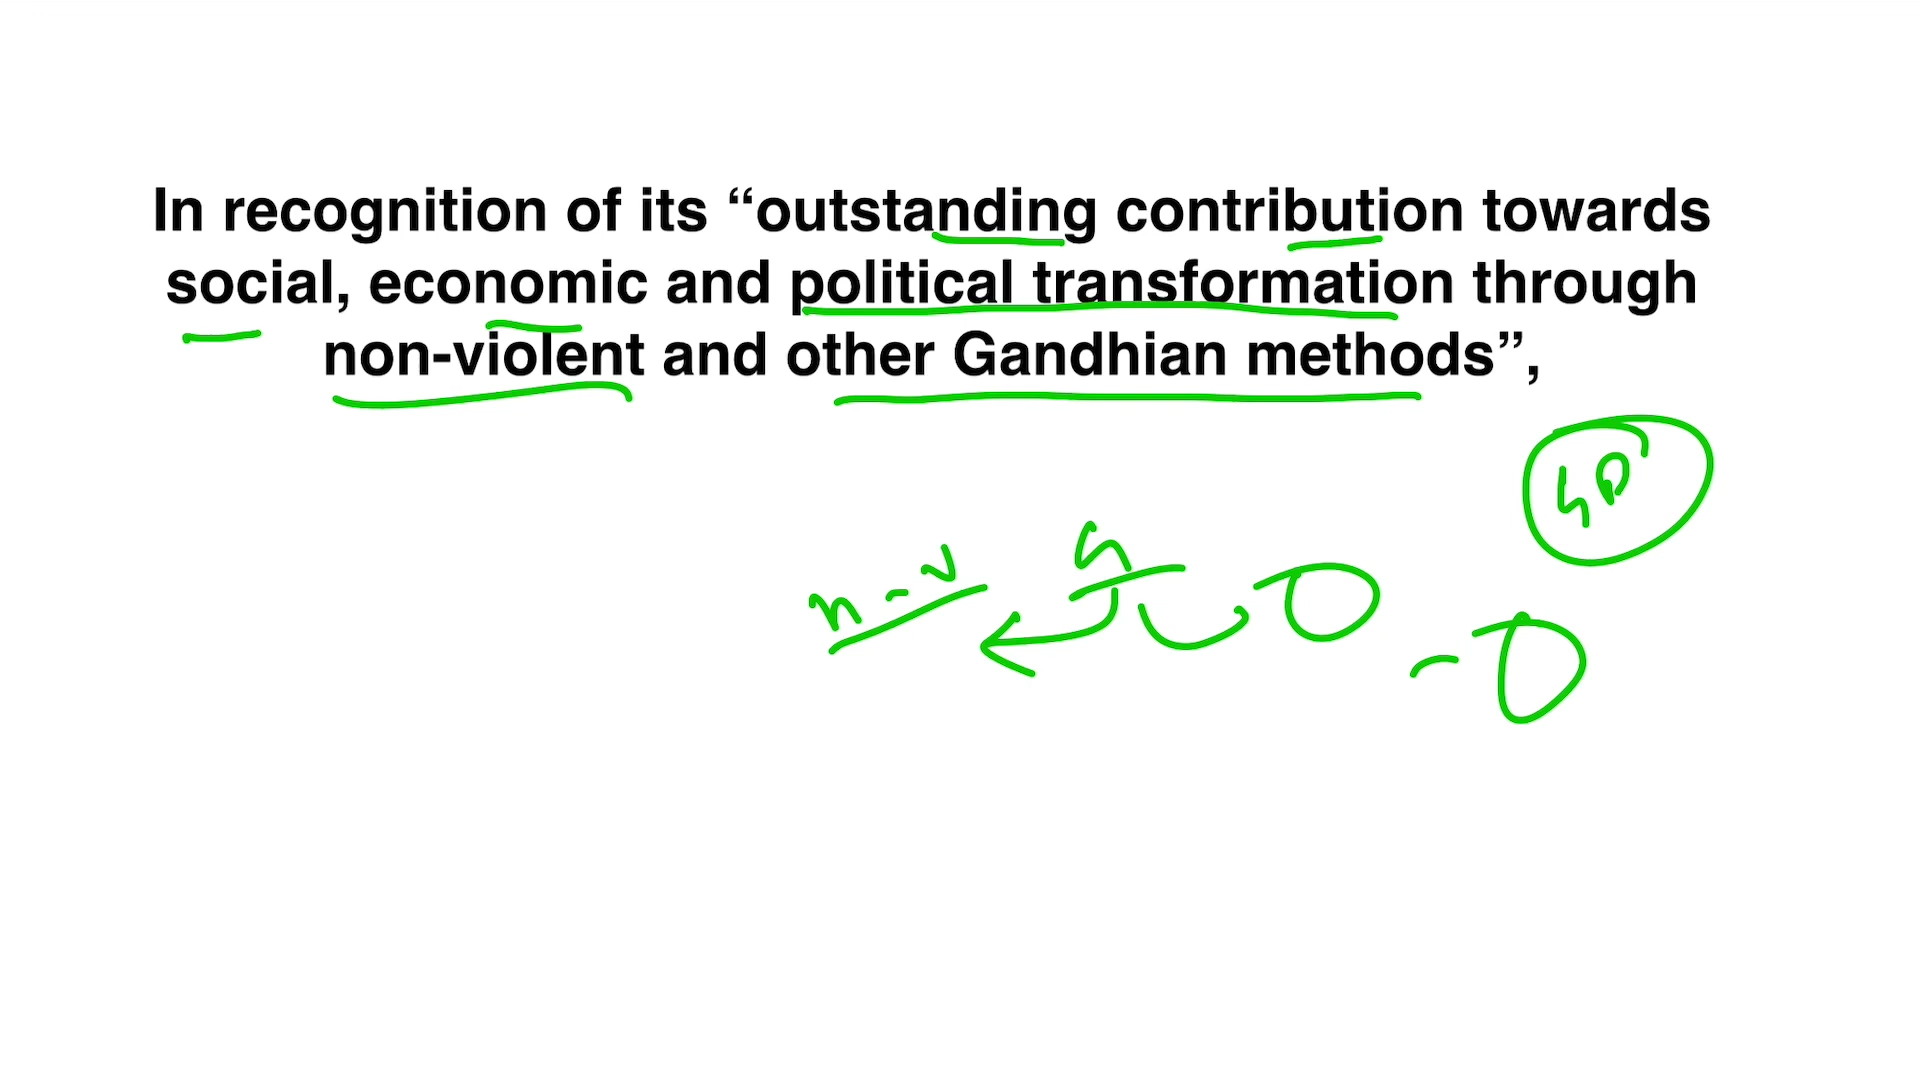 In recognition of its “outstanding contribution towards
social, economic and political transformation through
non-violent and other Gandhian methods”,
n-v